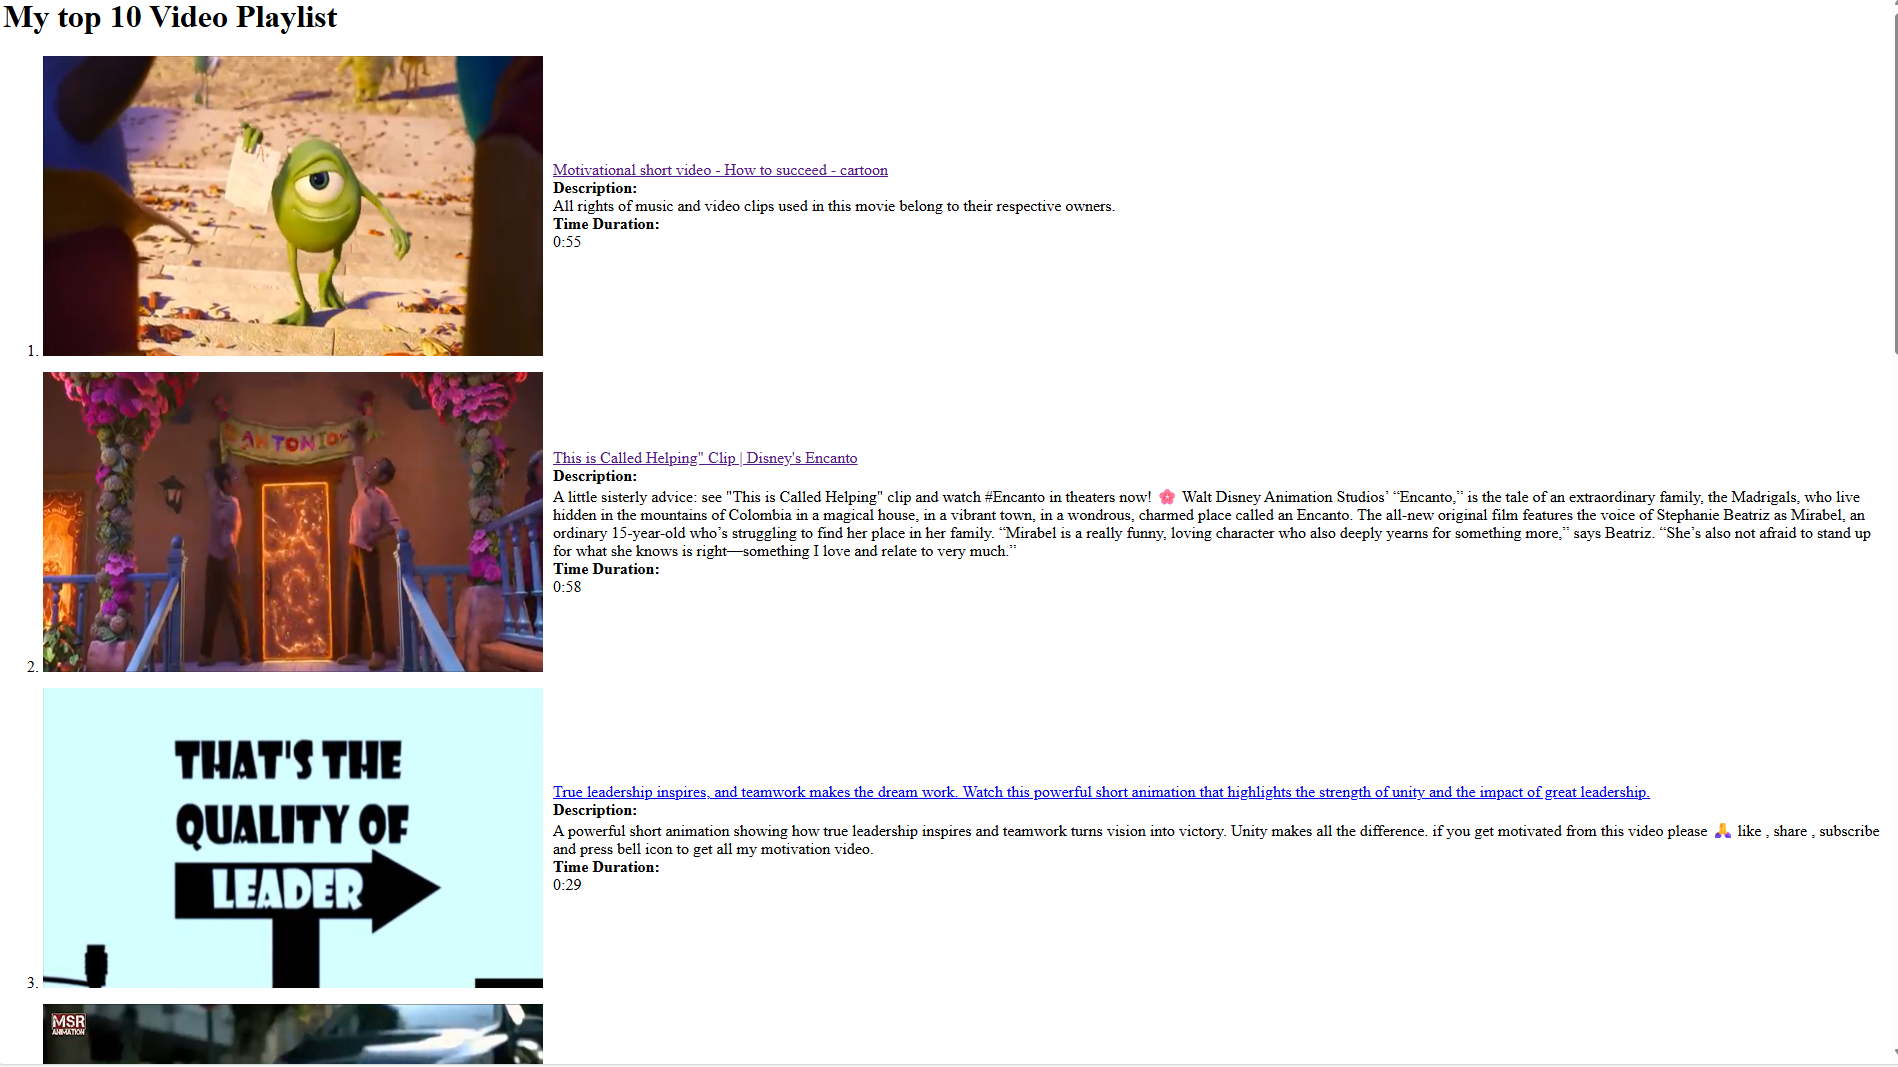 My top 10 Video Playlist
A
Motivational short video - How to succeed - cartoon
Description:
All rights of music and video clips used in this movie belong to their respective owners.
Time Duration:
0:55
1.
ANTONIO
This is Called Helping" Clip | Disney's Encanto
Description:
A little sisterly advice: see "This is Called Helping" clip and watch #Encanto in theaters now! 🌸 Walt Disney Animation Studios’ “Encanto,” is the tale of an extraordinary family, the Madrigals, who live
hidden in the mountains of Colombia in a magical house, in a vibrant town, in a wondrous, charmed place called an Encanto. The all-new original film features the voice of Stephanie Beatriz as Mirabel, an
ordinary 15-year-old who’s struggling to find her place in her family. “Mirabel is a really funny, loving character who also deeply yearns for something more,” says Beatriz. “She’s also not afraid to stand up
for what she knows is right—something I love and relate to very much.”
Time Duration:
0:58
2.
THAT'S THE
QUALITY OF
LEADER
True leadership inspires, and teamwork makes the dream work. Watch this powerful short animation that highlights the strength of unity and the impact of great leadership.
Description:
A powerful short animation showing how true leadership inspires and teamwork turns vision into victory. Unity makes all the difference. if you get motivated from this video please 🙏 like , share , subscribe
and press bell icon to get all my motivation video.
Time Duration:
0:29
3.
MSR
ANIMATION